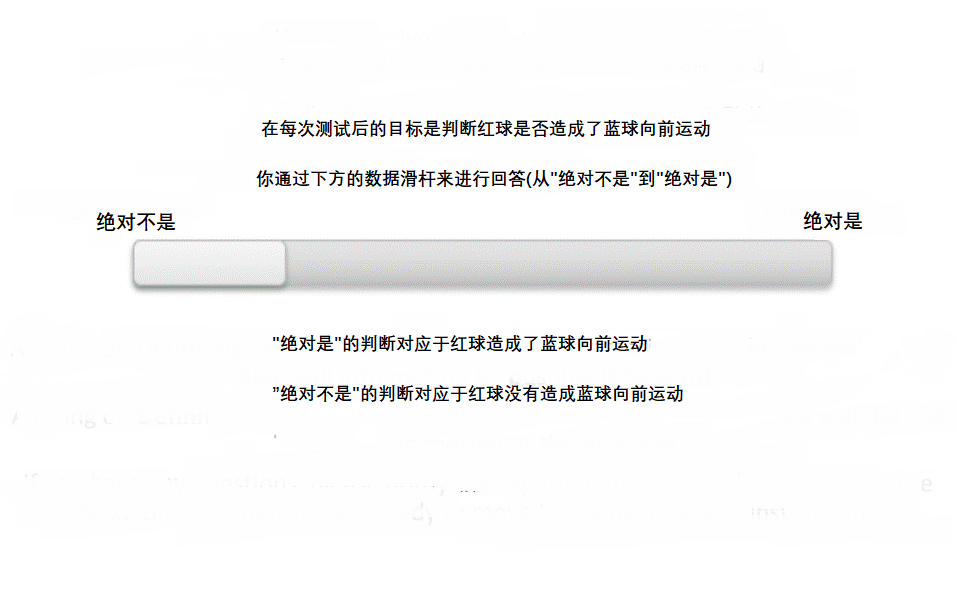 在每次测试后的目标是判断红球是否造成了蓝球向前运动
你通过下方的数据滑杆来进行回答(从"绝对不是"到"绝对是")
绝对不是
绝对是
"绝对是"的判断对应于红球造成了蓝球向前运动
”绝对不是"的判断对应于红球没有造成蓝球向前运动